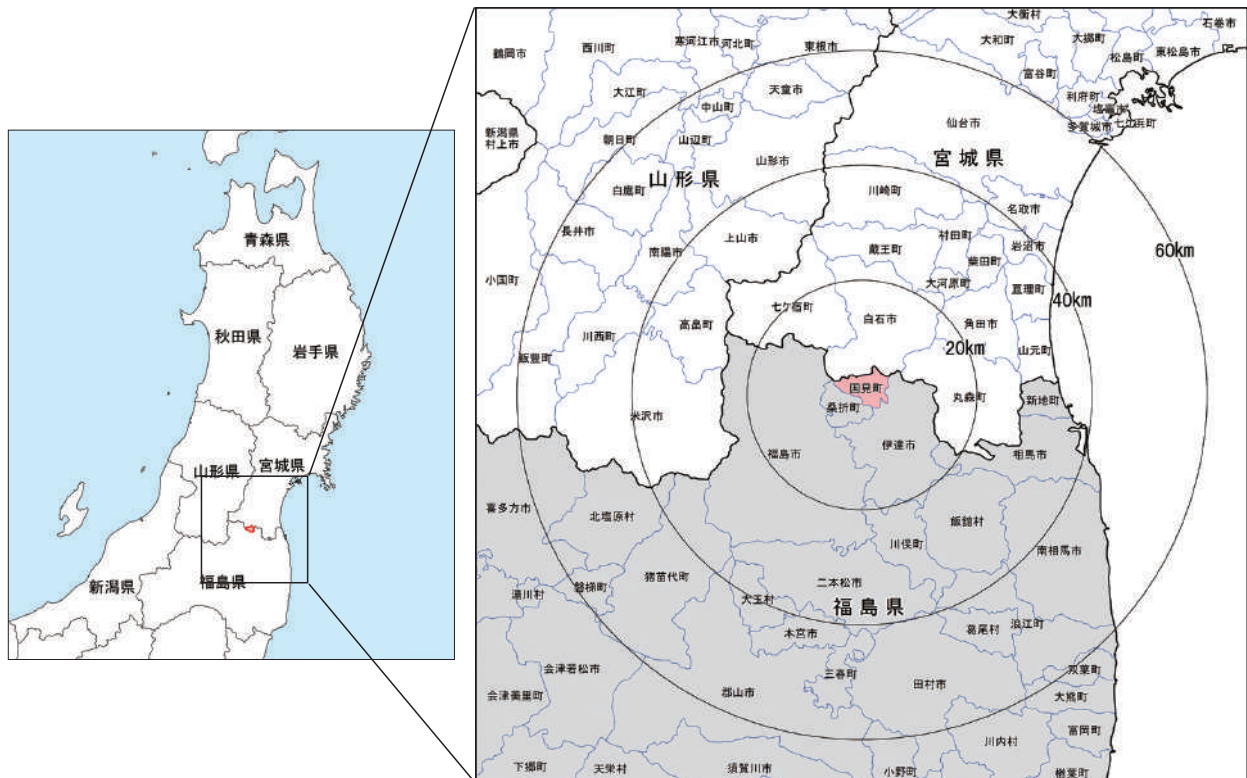 青森県
秋田県
岩手県
山形県
宮城県
新潟県
福島県
大衡村
石巻市
鶴岡市
西川町
寒河江市
河北町
東根市
大和町
大郷町
松島町
東松島市
富谷町
大江町
天童市
中山町
利府町
塩竈市
多賀城市
七ケ浜町
仙台市
新潟県
村上市
朝日町
山辺町
山形市
宮城県
山形県
白鷹町
川崎町
名取市
長井市
南陽市
上山市
村田町
岩沼市
蔵王町
柴田町
60km
小国町
大河原町
亘理町
40km
七ケ宿町
白石市
角田市
高畠町
川西町
飯豊町
20km
山元町
国見町
丸森町
新地町
桑折町
米沢市
福島市
伊達市
相馬市
喜多方市
北塩原村
飯舘村
川俣町
南相馬市
猪苗代町
二本松市
磐梯町
湯川村
大玉村
福島県
葛尾村
浪江町
本宮市
会津若松市
三春町
双葉町
会津美里町
郡山市
田村市
大熊町
富岡町
川内村
下郷町
天栄村
須賀川市
小野町
楢葉町